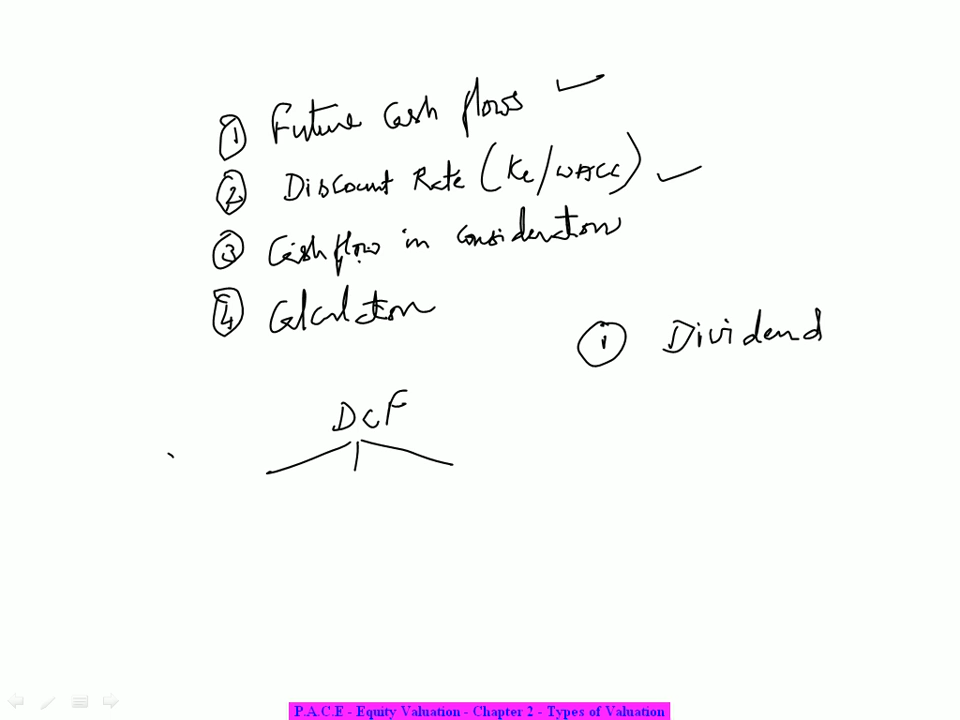 1 Future Cash flows
2 Discount Rate (Ke/WACC)
3 Cash flow in consideration
4 Calculation
1 Dividend
DCF
P.A.C.E - Equity Valuation - Chapter 2 - Types of Valuation